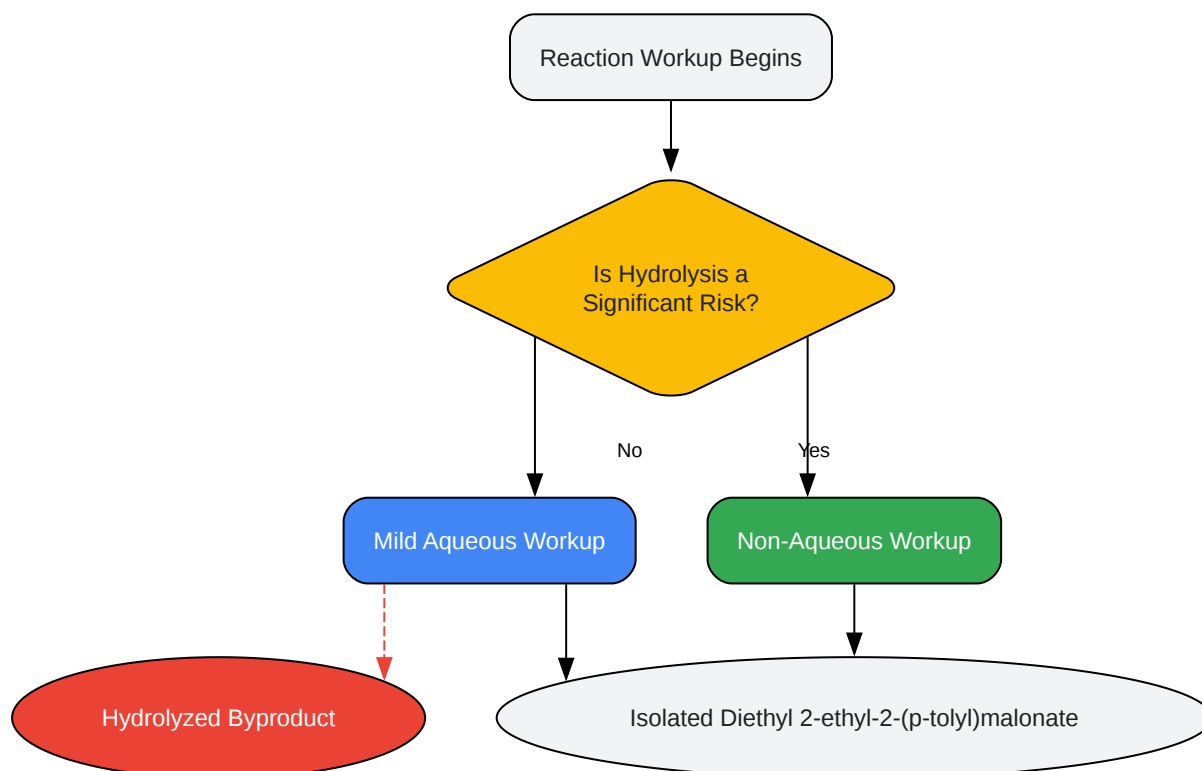 Reaction Workup Begins
Is Hydrolysis a
Significant Risk?
No
Yes
Mild Aqueous Workup
Non-Aqueous Workup
Hydrolyzed Byproduct
Isolated Diethyl 2-ethyl-2-(p-tolyl)malonate